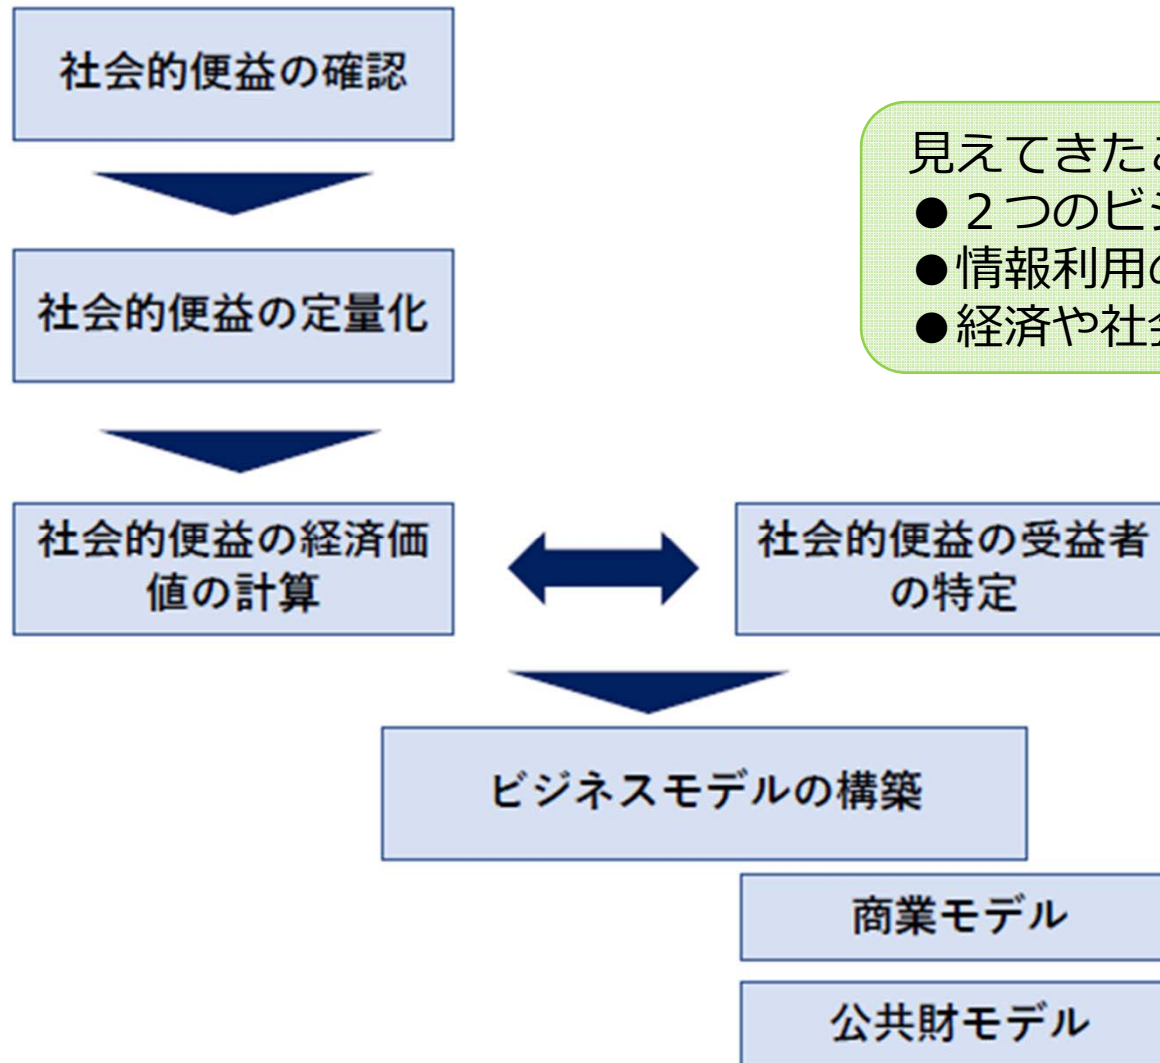 社会的便益の確認
社会的便益の定量化
社会的便益の経済価
値の計算
社会的便益の受益者
の特定
ビジネスモデルの構築
商業モデル
公共財モデル
見えてきた
●２つのビ
●情報利用
●経済や社